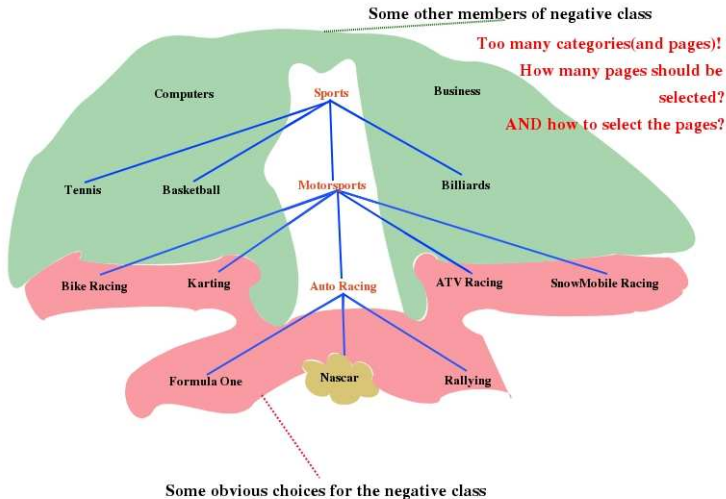 Some other members of negative class
Too many categories(and pages)!
How many pages should be
selected?
AND how to select the pages?
Computers
Sports
Business
Tennis
Basketball
Motorsports
Billiards
Bike Racing
Karting
Auto Racing
ATV Racing
SnowMobile Racing
Formula One
Nascar
Rallying
Some obvious choices for the negative class